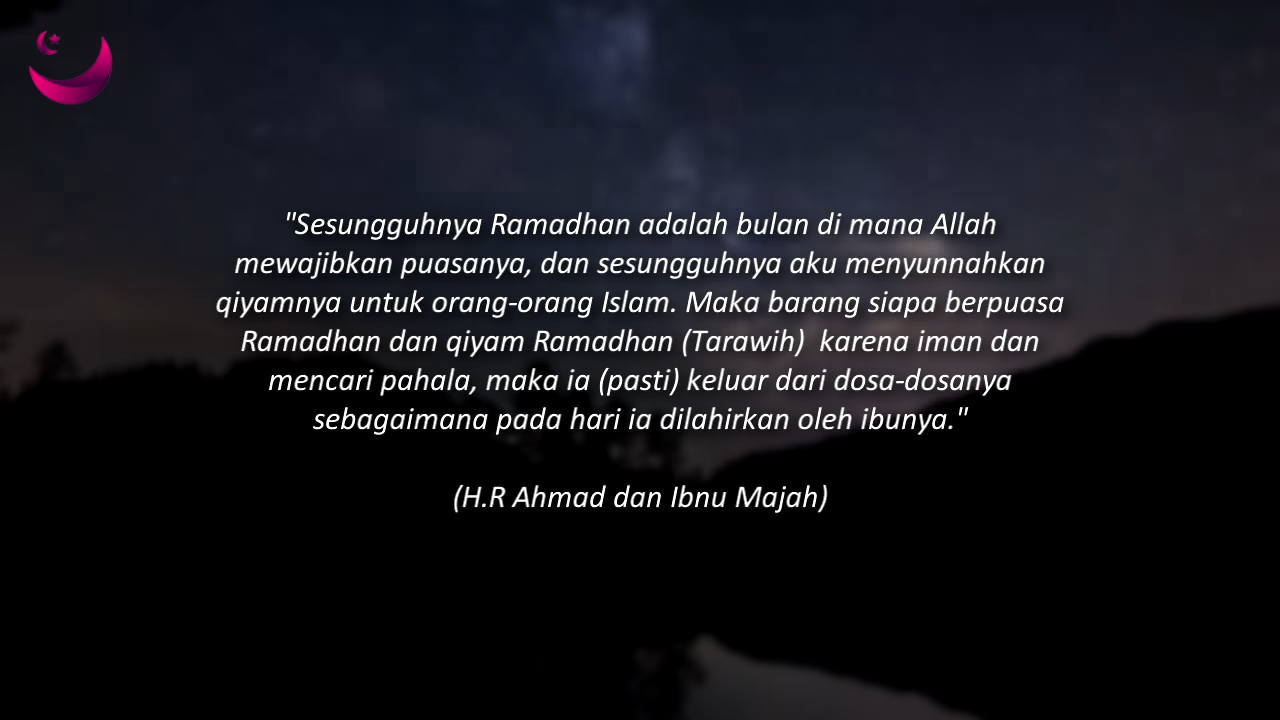 "Sesungguhnya Ramadhan adalah bulan di mana Allah
mewajibkan puasanya, dan sesungguhnya aku menyunnahkan
qiyamnya untuk orang-orang Islam. Maka barang siapa berpuasa
Ramadhan dan qiyam Ramadhan (Tarawih)  karena iman dan
mencari pahala, maka ia (pasti) keluar dari dosa-dosanya
sebagaimana pada hari ia dilahirkan oleh ibunya."
(H.R Ahmad dan Ibnu Majah)